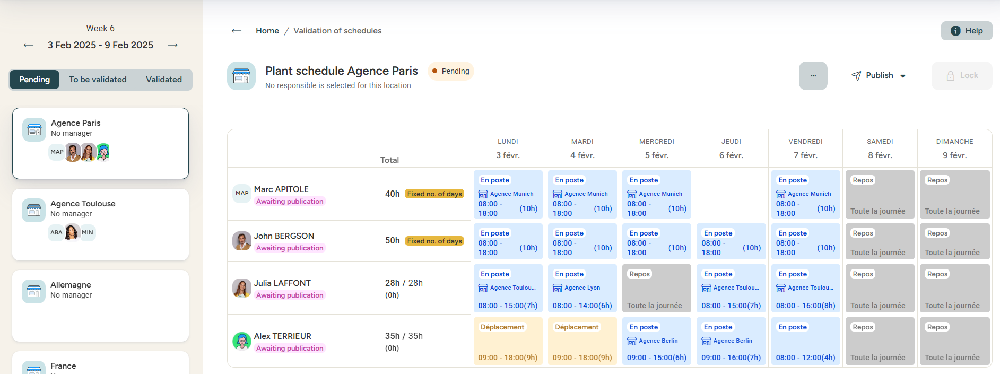 Week 6
3 Feb 2025 - 9 Feb 2025
Pending
To be validated
Validated
Agence Paris
No manager
MAP
Agence Toulouse
No manager
ABA
MIN
Allemagne
No manager
France
Home / Validation of schedules
Help
Plant schedule Agence Paris
Pending
No responsible is selected for this location
...
Publish
Lock
Total
LUNDI
3 févr.
MARDI
4 févr.
MERCREDI
5 févr.
JEUDI
6 févr.
VENDREDI
7 févr.
SAMEDI
8 févr.
DIMANCHE
9 févr.
MAP
Marc APITOLE
Awaiting publication
40h
Fixed no. of days
En poste
Agence Munich
08:00 -
18:00
(10h)
En poste
Agence Munich
08:00 -
18:00
(10h)
En poste
Agence Munich
08:00 -
18:00
(10h)
En poste
Agence Munich
08:00 -
18:00
(10h)
Repos
Toute la journée
Repos
Toute la journée
John BERGSON
Awaiting publication
50h
Fixed no. of days
En poste
08:00 -
18:00
(10h)
En poste
08:00 -
18:00
(10h)
En poste
08:00 -
18:00
(10h)
En poste
08:00 -
18:00
(10h)
En poste
08:00 -
18:00
(10h)
Repos
Toute la journée
Repos
Toute la journée
Julia LAFFONT
Awaiting publication
28h / 28h
(0h)
En poste
Agence Toulou...
08:00 - 15:00(7h)
En poste
Agence Lyon
08:00 - 14:00(6h)
Repos
Toute la journée
En poste
Agence Toulou...
08:00 - 15:00(7h)
En poste
Agence Toulou...
08:00 - 16:00(8h)
Repos
Toute la journée
Repos
Toute la journée
Alex TERRIEUR
Awaiting publication
35h / 35h
(0h)
Déplacement
09:00 - 18:00(9h)
Déplacement
09:00 - 18:00(9h)
En poste
Agence Berlin
09:00 - 15:00(6h)
En poste
Agence Berlin
09:00 - 16:00(7h)
En poste
08:00 - 12:00(4h)
Repos
Toute la journée
Repos
Toute la journée